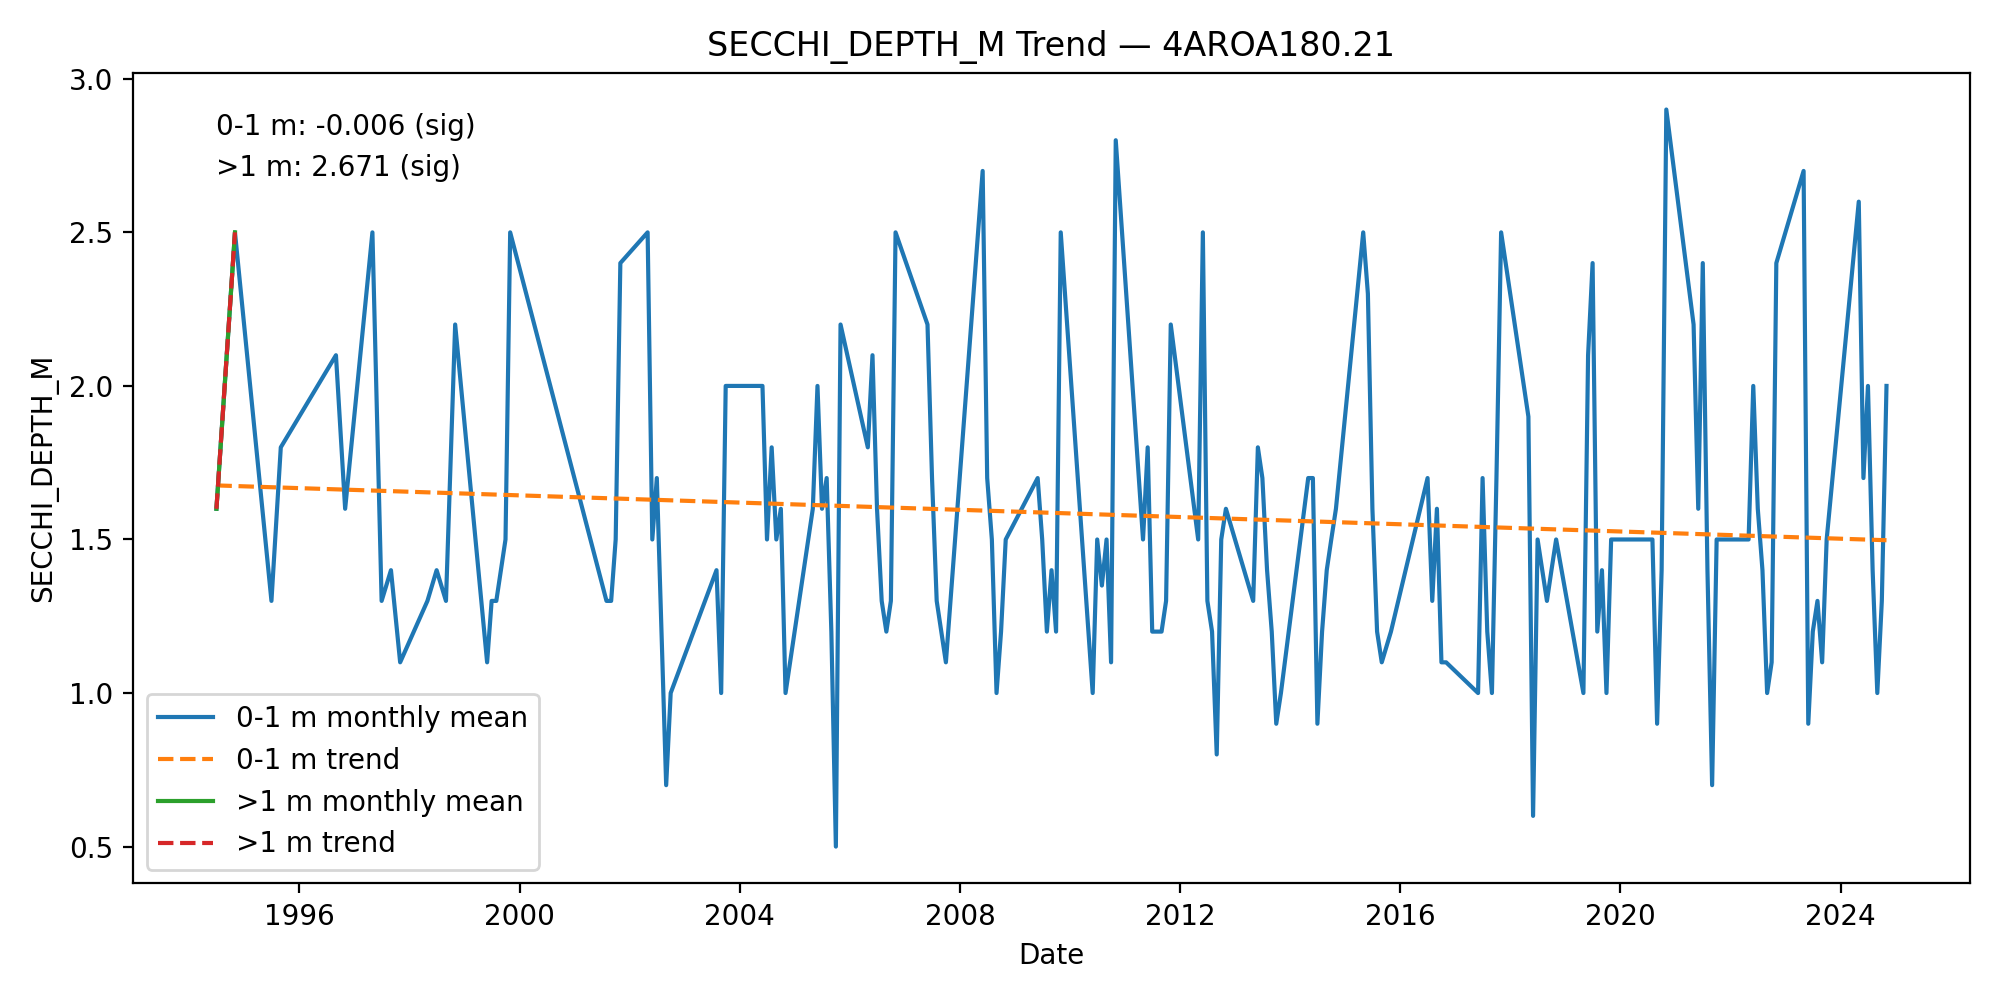 SECCHI_DEPTH_M Trend — 4AROA180.21
3.0
0-1 m: -0.006 (sig)
>1 m: 2.671 (sig)
2.5
2.0
1.5
1.0
0.5
SECCHI_DEPTH_M
0-1 m monthly mean
0-1 m trend
>1 m monthly mean
>1 m trend
1996 2000 2004 2008 2012 2016 2020 2024
Date